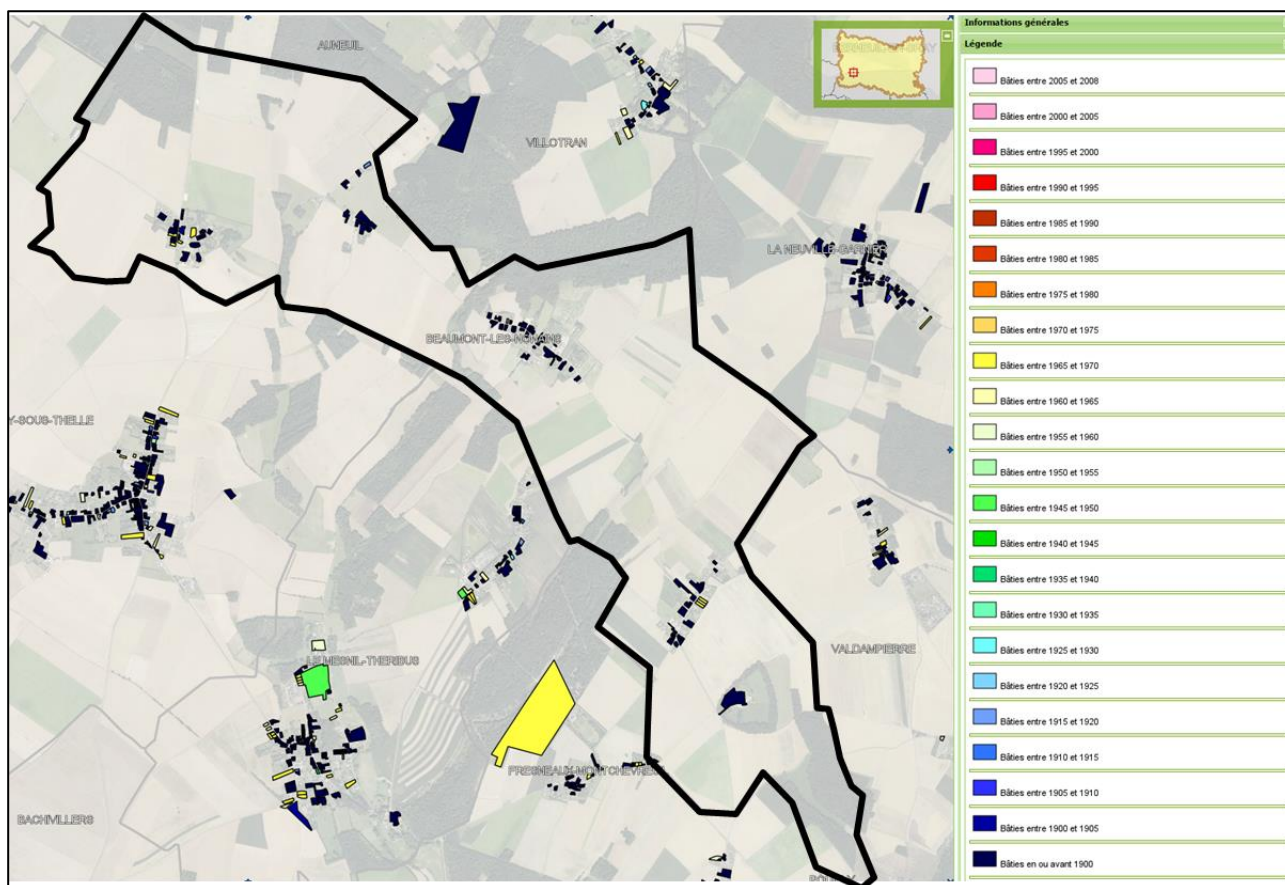 AUNEUIL
VILLOTRAN
LA NEUVILLE-GARNIER
BEAUMONT-LES-NONAINS
Y-SOUS-THELLE
LE MESNIL-THERIBUS
VALDAMPIERRE
FRESNEAUX-MONTCHEVREUIL
BACHIVILLERS
Informations générales
Légende
Bâties entre 2005 et 2008
Bâties entre 2000 et 2005
Bâties entre 1995 et 2000
Bâties entre 1990 et 1995
Bâties entre 1985 et 1990
Bâties entre 1980 et 1985
Bâties entre 1975 et 1980
Bâties entre 1970 et 1975
Bâties entre 1965 et 1970
Bâties entre 1960 et 1965
Bâties entre 1955 et 1960
Bâties entre 1950 et 1955
Bâties entre 1945 et 1950
Bâties entre 1940 et 1945
Bâties entre 1935 et 1940
Bâties entre 1930 et 1935
Bâties entre 1925 et 1930
Bâties entre 1920 et 1925
Bâties entre 1915 et 1920
Bâties entre 1910 et 1915
Bâties entre 1905 et 1910
Bâties entre 1900 et 1905
Bâties en ou avant 1900